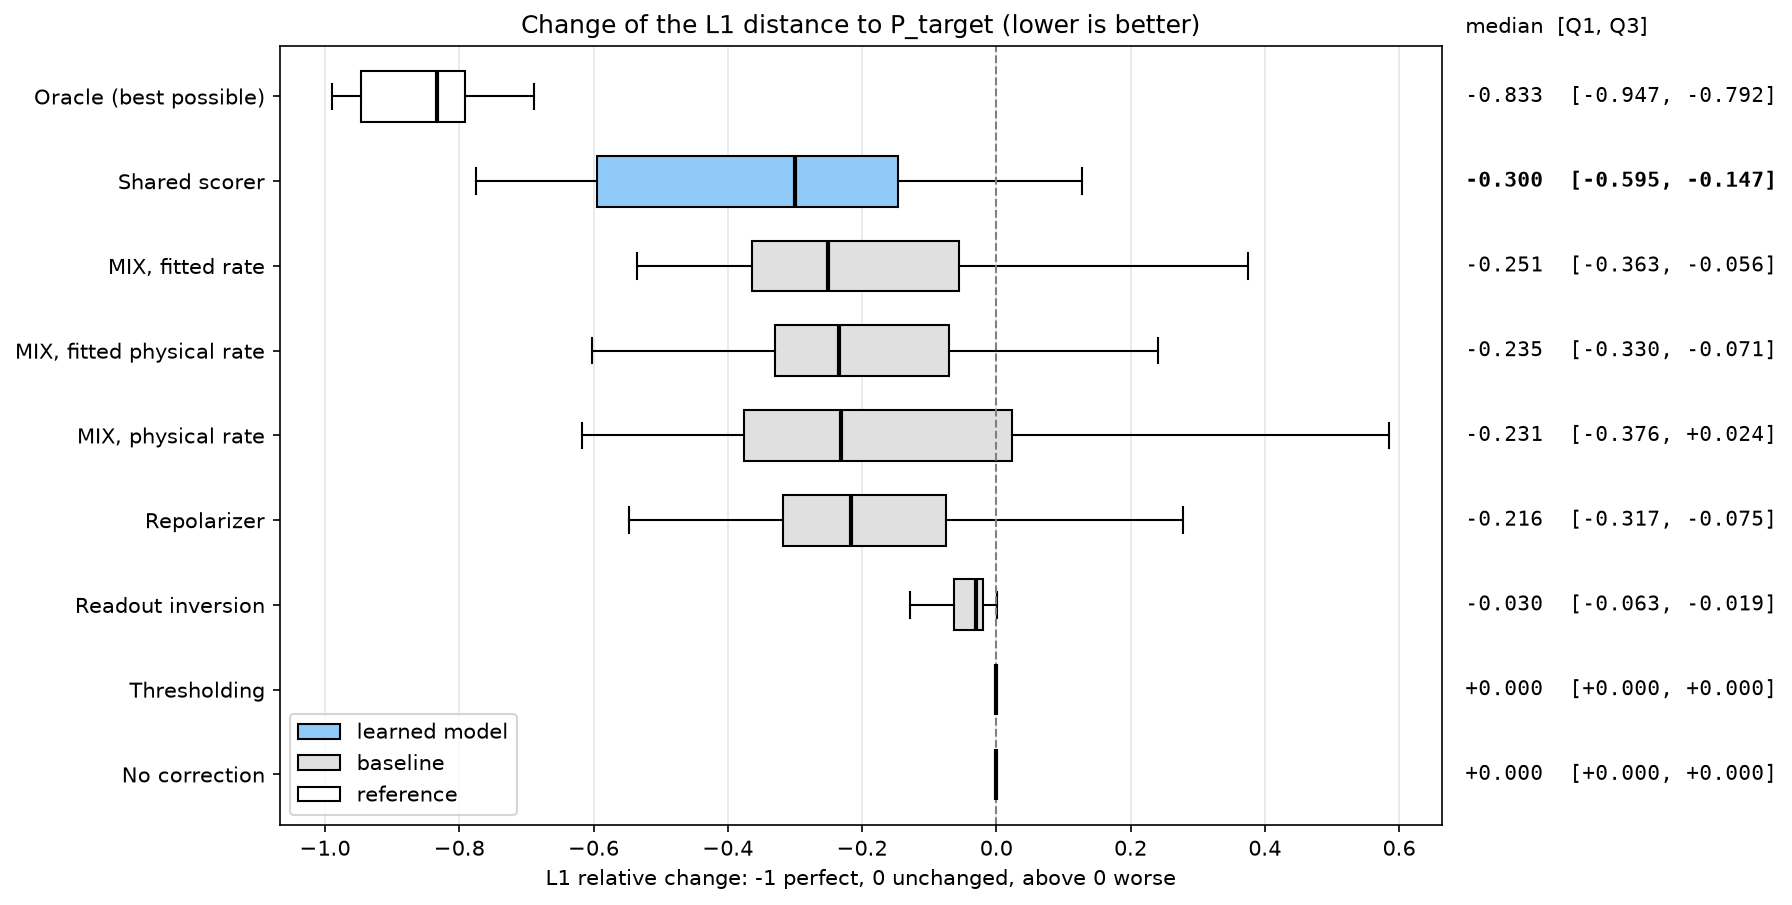 Change of the L1 distance to P_target (lower is better)
median [Q1, Q3]
Oracle (best possible)
-0.833 [-0.947, -0.792]
Shared scorer
-0.300 [-0.595, -0.147]
MIX, fitted rate
-0.251 [-0.363, -0.056]
MIX, fitted physical rate
-0.235 [-0.330, -0.071]
MIX, physical rate
-0.231 [-0.376, +0.024]
Repolarizer
-0.216 [-0.317, -0.075]
Readout inversion
-0.030 [-0.063, -0.019]
Thresholding
+0.000 [+0.000, +0.000]
No correction
+0.000 [+0.000, +0.000]
learned model
baseline
reference
−1.0 −0.8 −0.6 −0.4 −0.2 0.0 0.2 0.4 0.6
L1 relative change: -1 perfect, 0 unchanged, above 0 worse